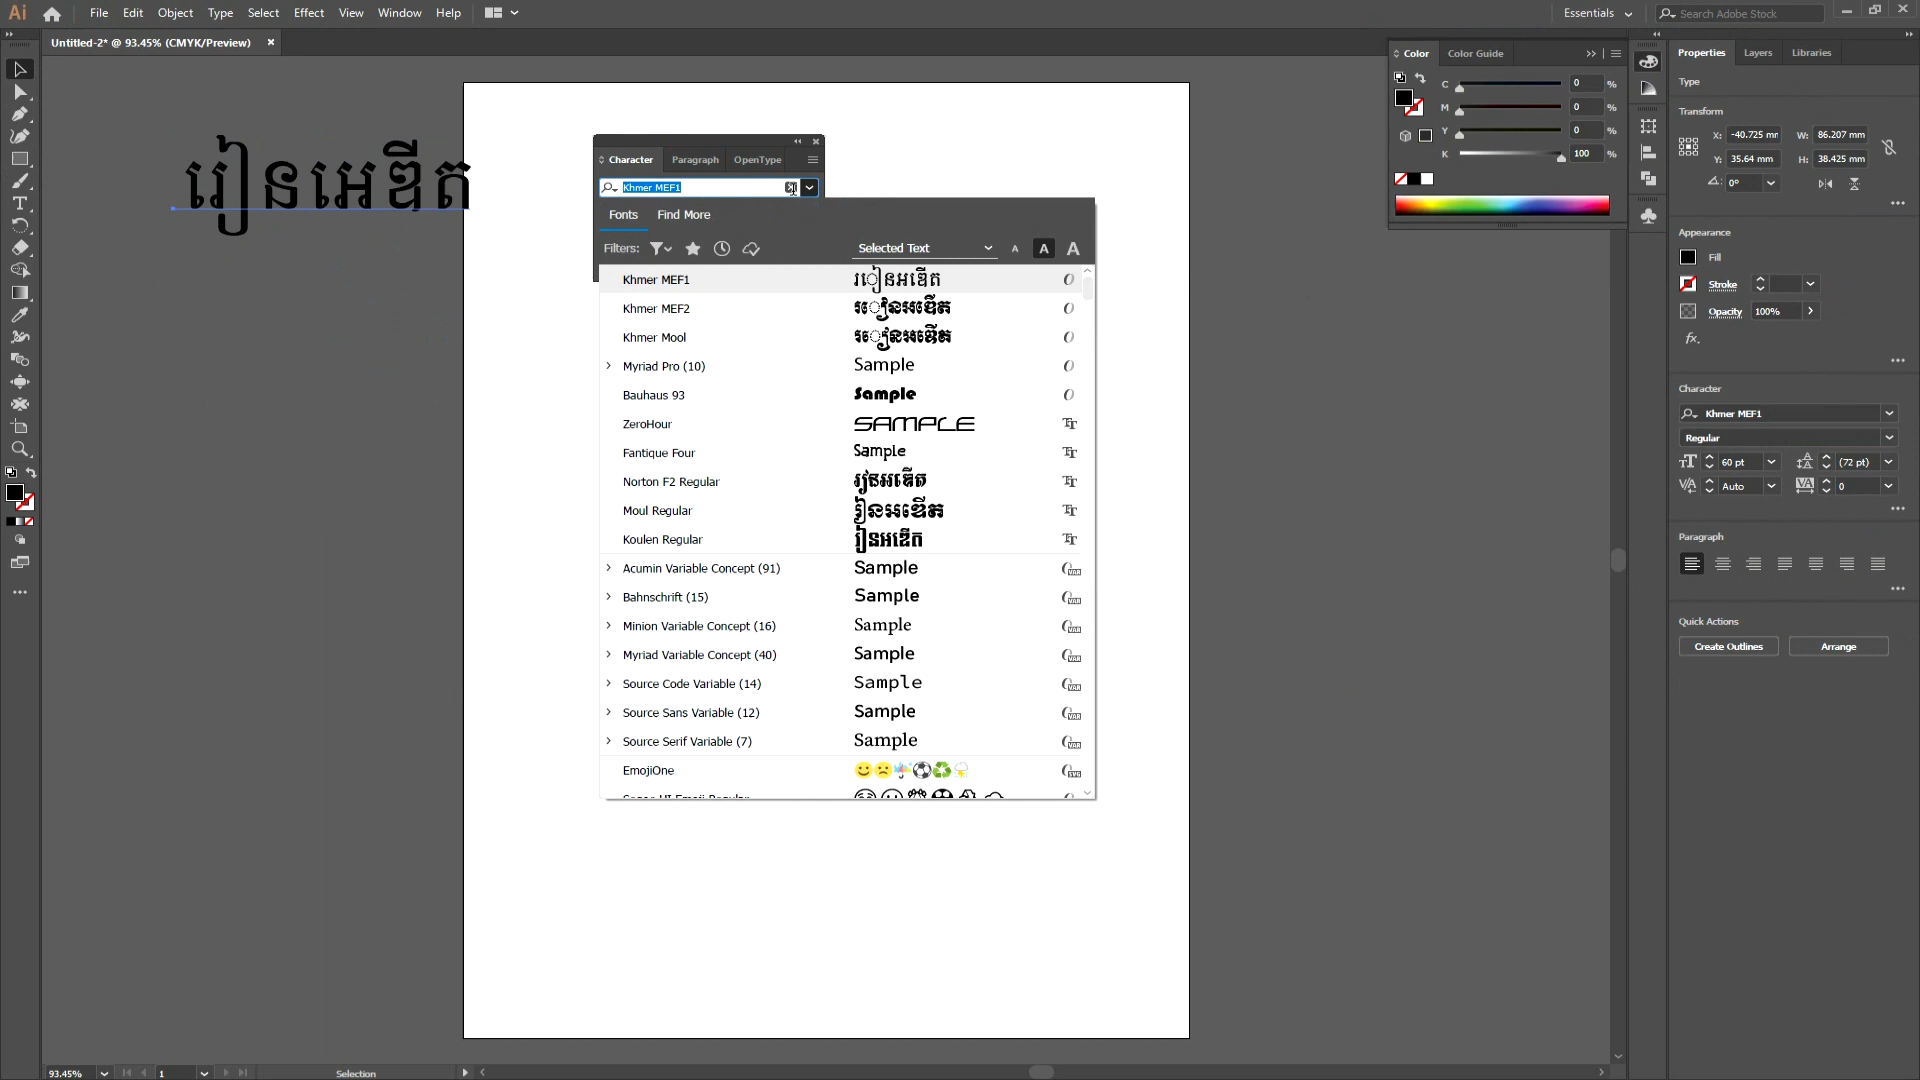 Ai File Edit Object Type Select Effect View Window Help
Essentials
Search Adobe Stock
Untitled-2* @ 93.45% (CMYK/Preview)
រៀនអេឌីត
Character Paragraph OpenType
Khmer MEF1
Fonts Find More
Filters: Selected Text A A A
Khmer MEF1
Khmer MEF2
Khmer Mool
Myriad Pro (10) Sample
Bauhaus 93 Sample
ZeroHour SAMPLE
Fantique Four Sample
Norton F2 Regular
Moul Regular
Koulen Regular
Acumin Variable Concept (91) Sample
Bahnschrift (15) Sample
Minion Variable Concept (16) Sample
Myriad Variable Concept (40) Sample
Source Code Variable (14) Sample
Source Sans Variable (12) Sample
Source Serif Variable (7) Sample
EmojiOne
Color Color Guide
C 0 %
M 0 %
Y 0 %
K 100 %
Properties Layers Libraries
Type
Transform
X: -40.725 mm W: 86.207 mm
Y: 35.64 mm H: 38.425 mm
0°
Appearance
Fill
Stroke
Opacity 100%
fx.
Character
Khmer MEF1
Regular
60 pt (72 pt)
Auto 0
Paragraph
Quick Actions
Create Outlines Arrange
93.45% 1 Selection